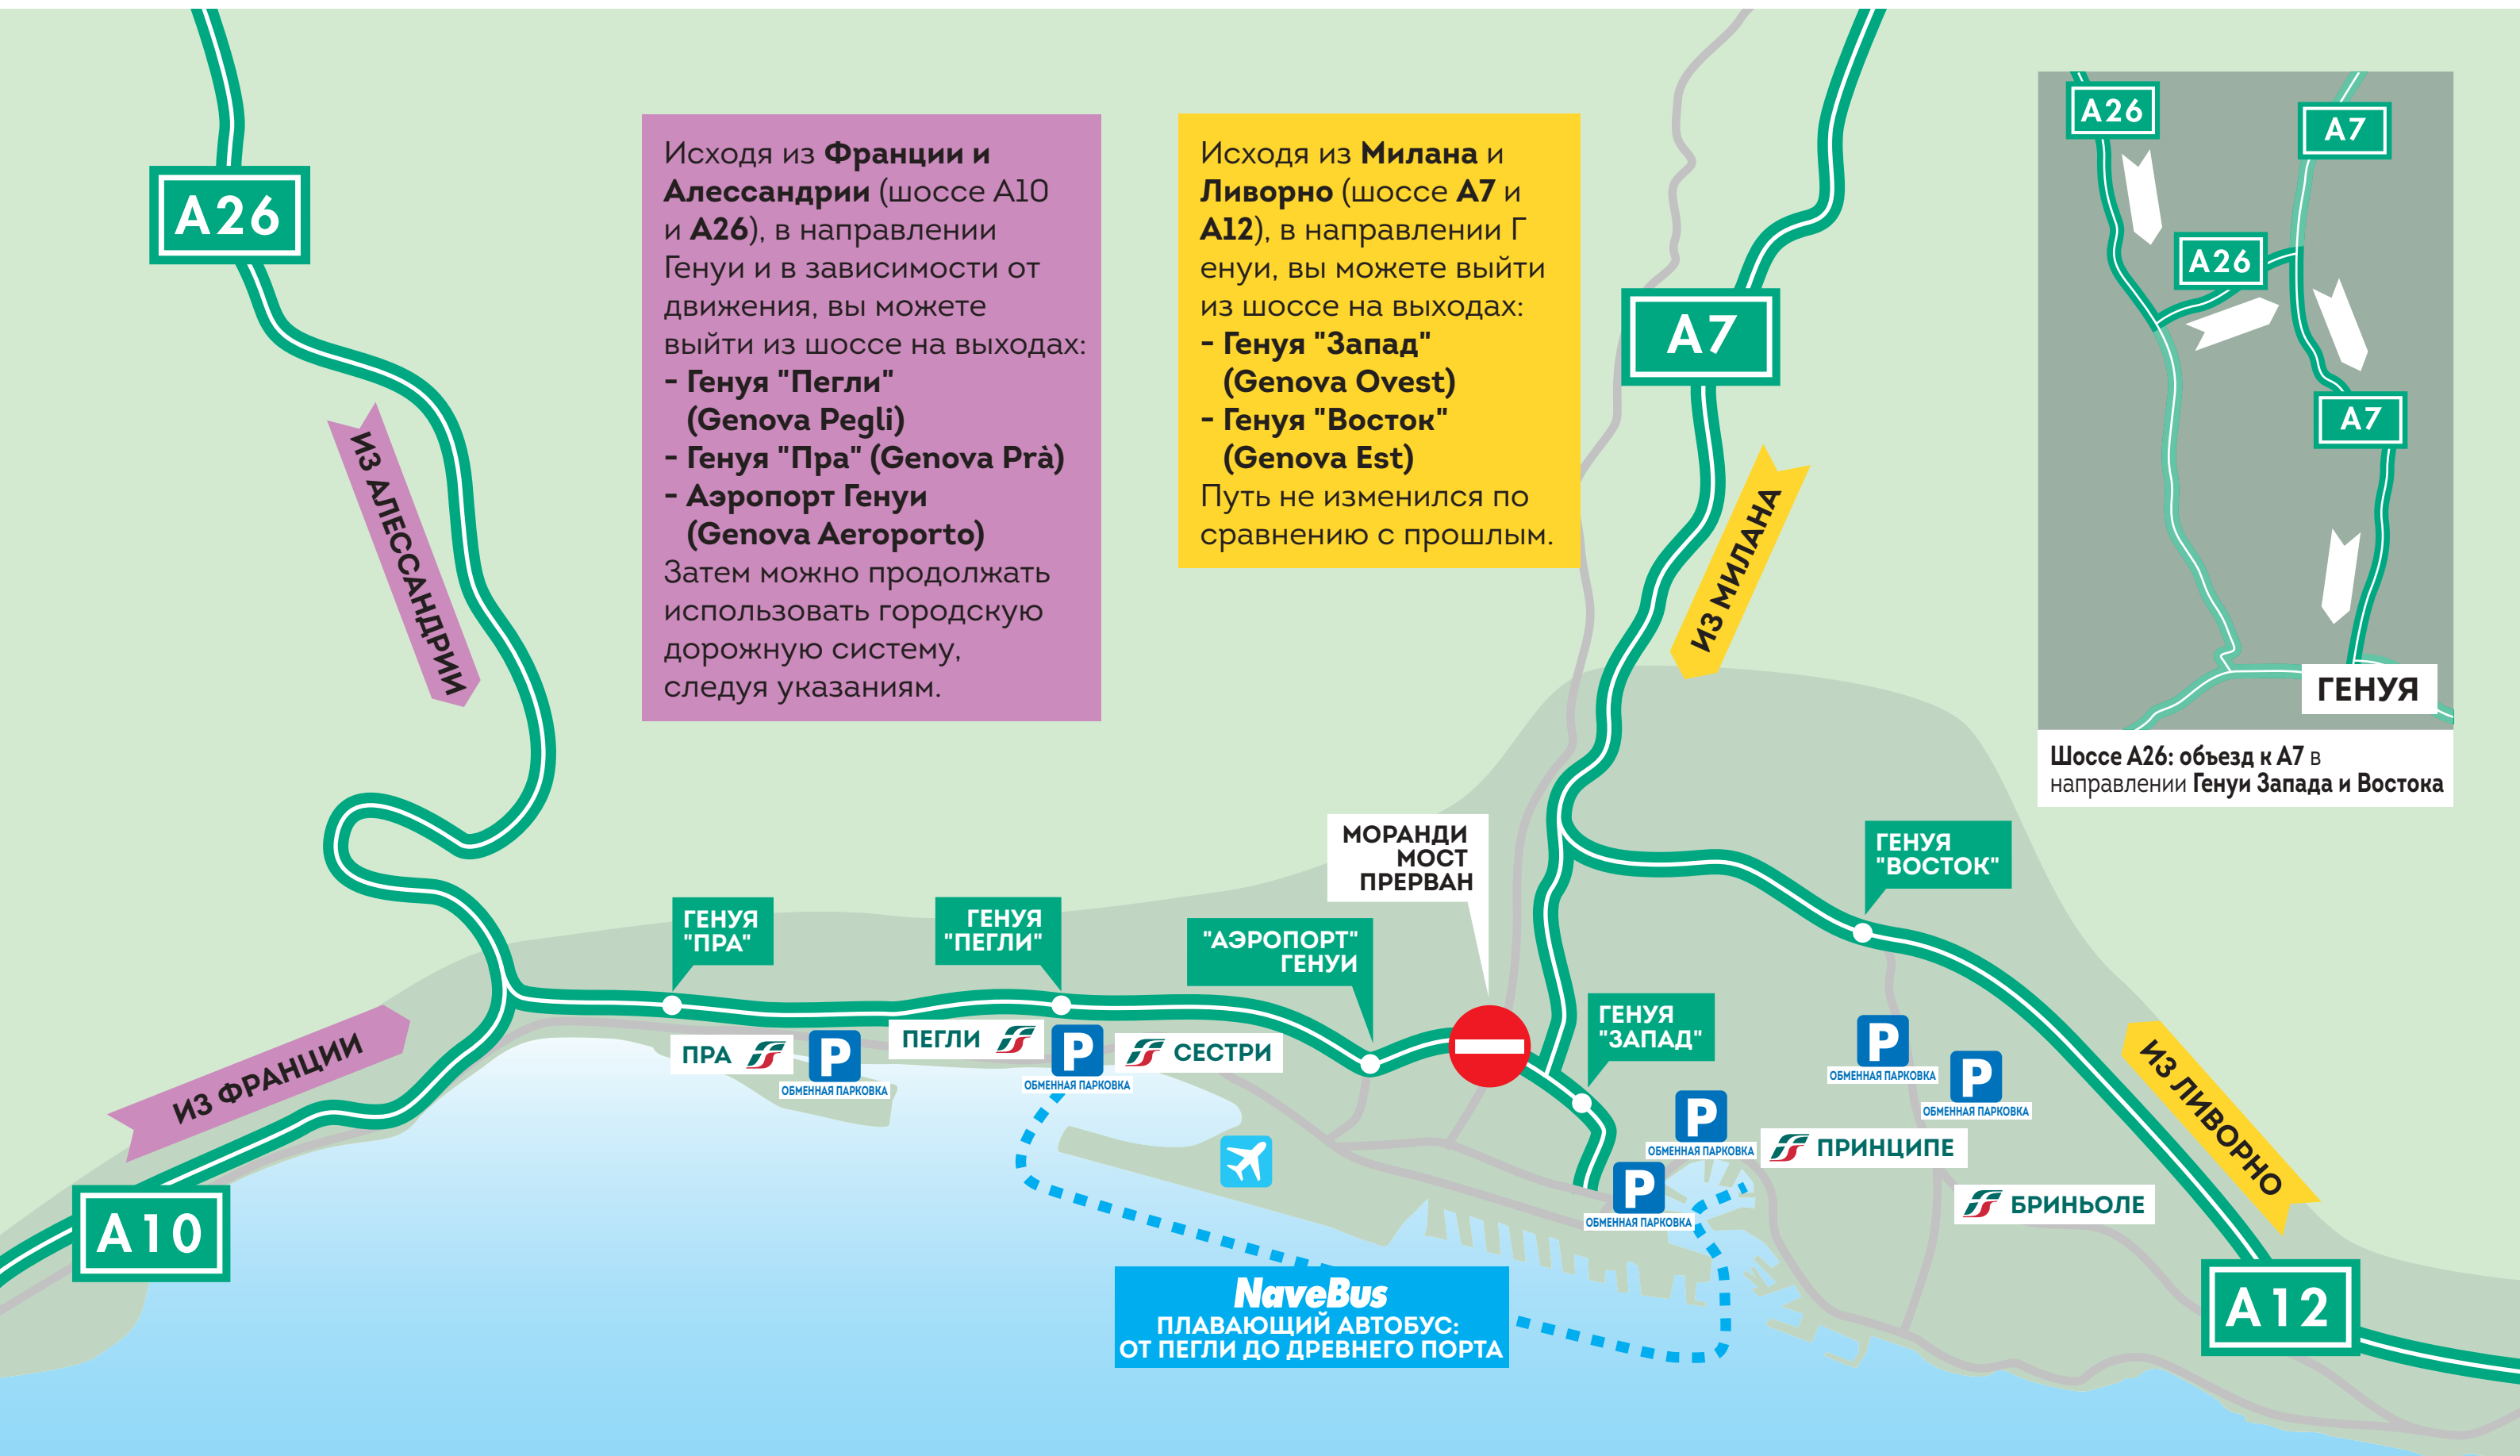 A26
Исходя из Франции и
Алессандрии (шоссе A10
и A26), в направлении
Генуи и в зависимости от
движения, вы можете
выйти из шоссе на выходах:
- Генуя "Пегли"
(Genova Pegli)
- Генуя "Пра" (Genova Prà)
- Аэропорт Генуи
(Genova Aeroporto)
Затем можно продолжать
использовать городскую
дорожную систему,
следуя указаниям.
Исходя из Милана и
Ливорно (шоссе A7 и
A12), в направлении Г
енуи, вы можете выйти
из шоссе на выходах:
- Генуя "Запад"
(Genova Ovest)
- Генуя "Восток"
(Genova Est)
Путь не изменился по
сравнению с прошлым.
A7
A26
A7
A26
A7
ГЕНУЯ
Шоссе A26: объезд к A7 в
направлении Генуи Запада и Востока
ИЗ АЛЕССАНДРИИ
ИЗ МИЛАНА
МОРАНДИ
МОСТ
ПРЕРВАН
ГЕНУЯ
"ВОСТОК"
ГЕНУЯ
"ПРА"
ГЕНУЯ
"ПЕГЛИ"
"АЭРОПОРТ"
ГЕНУИ
ГЕНУЯ
"ЗАПАД"
ИЗ ФРАНЦИИ
ПРА
P
ОБМЕННАЯ ПАРКОВКА
ПЕГЛИ
P
ОБМЕННАЯ ПАРКОВКА
СЕСТРИ
P
ОБМЕННАЯ ПАРКОВКА
P
ОБМЕННАЯ ПАРКОВКА
P
ОБМЕННАЯ ПАРКОВКА
ПРИНЦИПЕ
P
ОБМЕННАЯ ПАРКОВКА
БРИНЬОЛЕ
ИЗ ЛИВОРНО
A10
NaveBus
ПЛАВАЮЩИЙ АВТОБУС:
ОТ ПЕГЛИ ДО ДРЕВНЕГО ПОРТА
A12